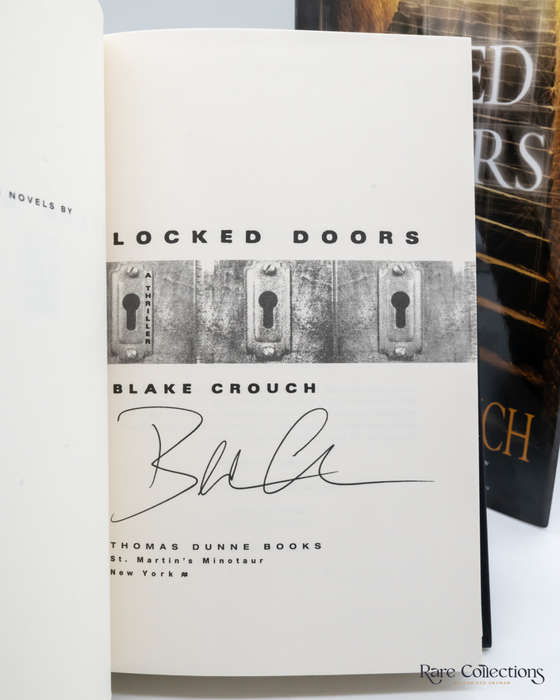 NOVELS BY
LOCKED DOORS
A THRILLER
BLAKE CROUCH
THOMAS DUNNE BOOKS
St. Martin's Minotaur
New York
ED
RS
CH
Rare Collections